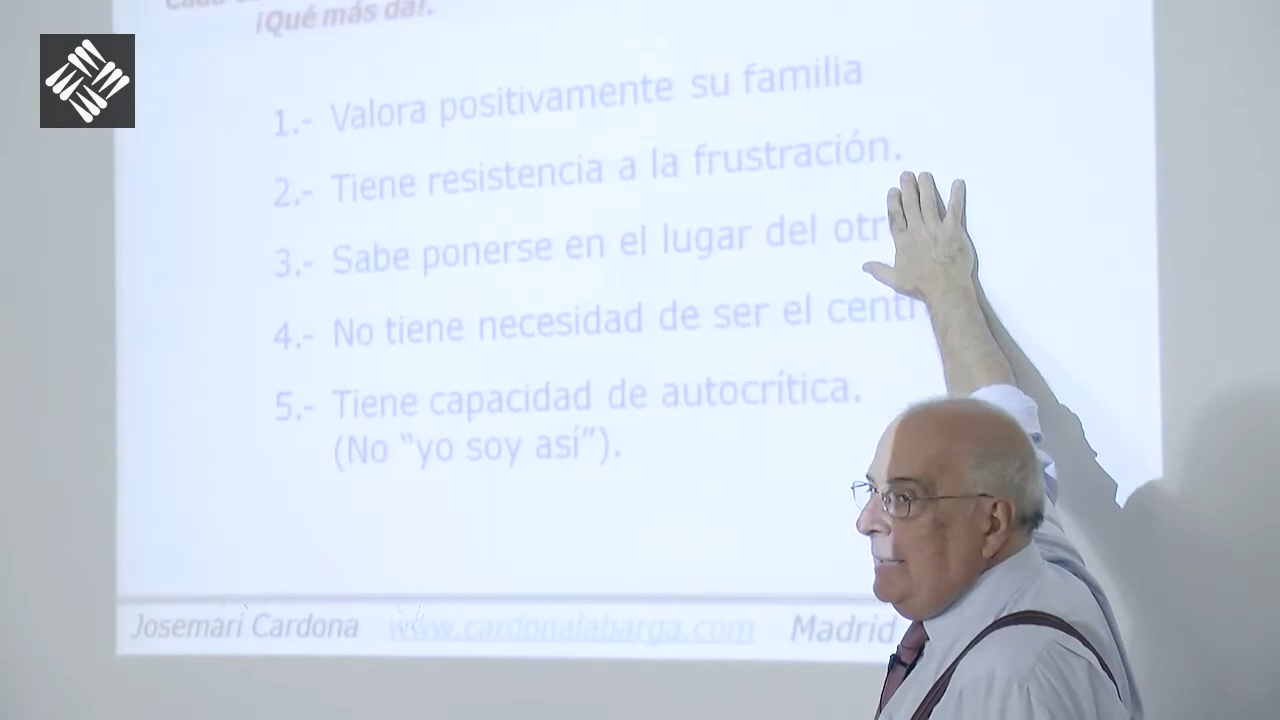 ¡Qué más da!.
1.- Valora positivamente su familia
2.- Tiene resistencia a la frustración.
3.- Sabe ponerse en el lugar del otr
4.- No tiene necesidad de ser el centr
5.- Tiene capacidad de autocrítica.
(No “yo soy así”).
Josemari Cardona www.cardonalabarga.com Madrid